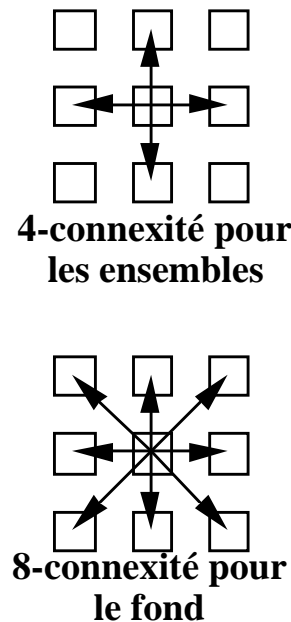 4-connexité pour
les ensembles
8-connexité pour
le fond